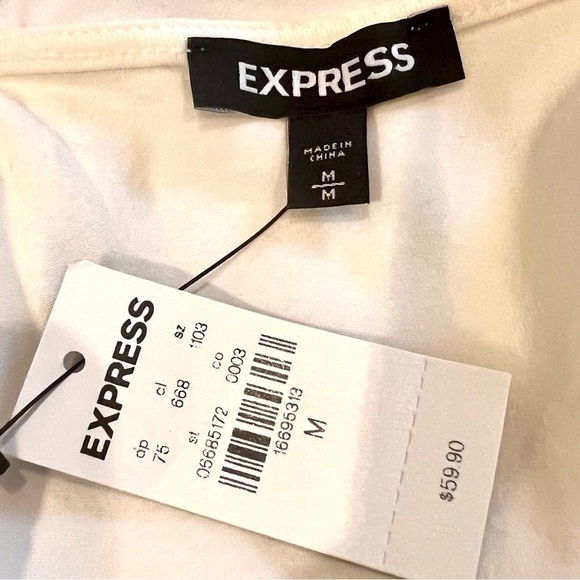 EXPRESS
MADE IN
CHINA
M
M
EXPRESS
dp cl sz
75 668 1103
st co
06685172 0003
16695313
M
$59.90